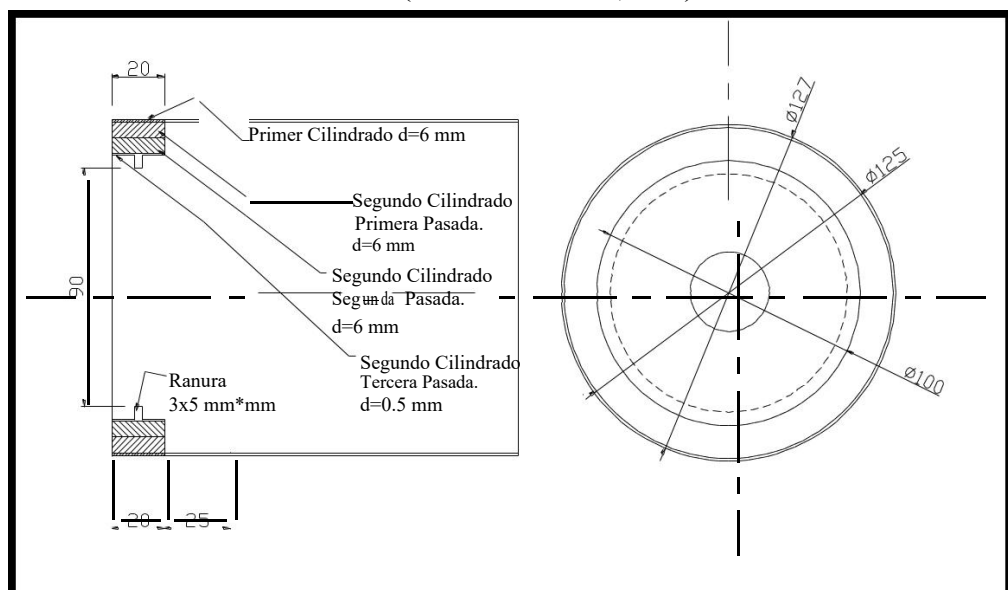 20
Primer Cilindrado d=6 mm
Segundo Cilindrado
Primera Pasada.
d=6 mm
Segundo Cilindrado
Segunda Pasada.
d=6 mm
Segundo Cilindrado
Tercera Pasada.
d=0.5 mm
90
Ranura
3x5 mm*mm
20
25
Ø127
Ø125
Ø100